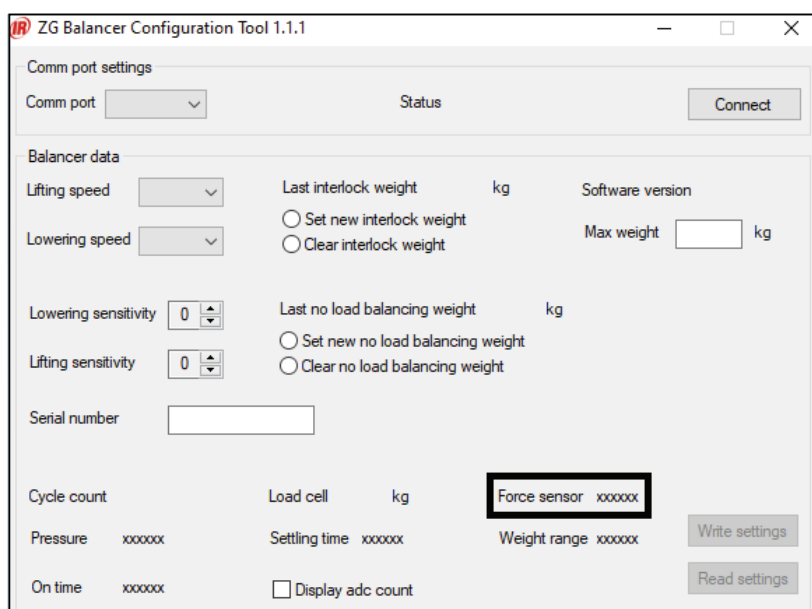 IR ZG Balancer Configuration Tool 1.1.1
Comm port settings
Comm port Status Connect
Balancer data
Lifting speed Last interlock weight kg Software version
Set new interlock weight
Lowering speed Clear interlock weight Max weight kg
Lowering sensitivity 0 Last no load balancing weight kg
Set new no load balancing weight
Lifting sensitivity 0 Clear no load balancing weight
Serial number
Cycle count Load cell kg Force sensor xxxxxx
Pressure xxxxxx Settling time xxxxxx Weight range xxxxxx Write settings
On time xxxxxx Display adc count Read settings